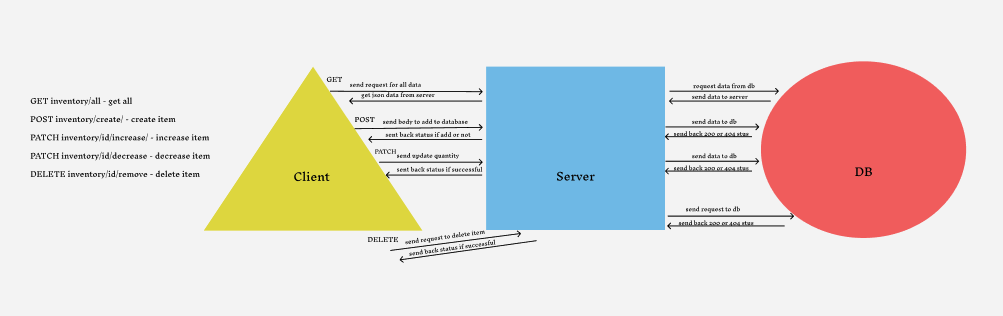 GET inventory/all - get all
POST inventory/create/ - create item
PATCH inventory/id/increase/ - increase item
PATCH inventory/id/decrease - decrease item
DELETE inventory/id/remove - delete item
Client
GET
send request for all data
get json data from server
POST
send body to add to database
sent back status if add or not
PATCH
send update quantity
sent back status if successful
DELETE
send request to delete item
send back status if successful
Server
request data from db
send data to server
send data to db
send back 200 or 404 stus
send data to db
send back 200 or 404 stus
send request to db
send back 200 or 404 stus
DB